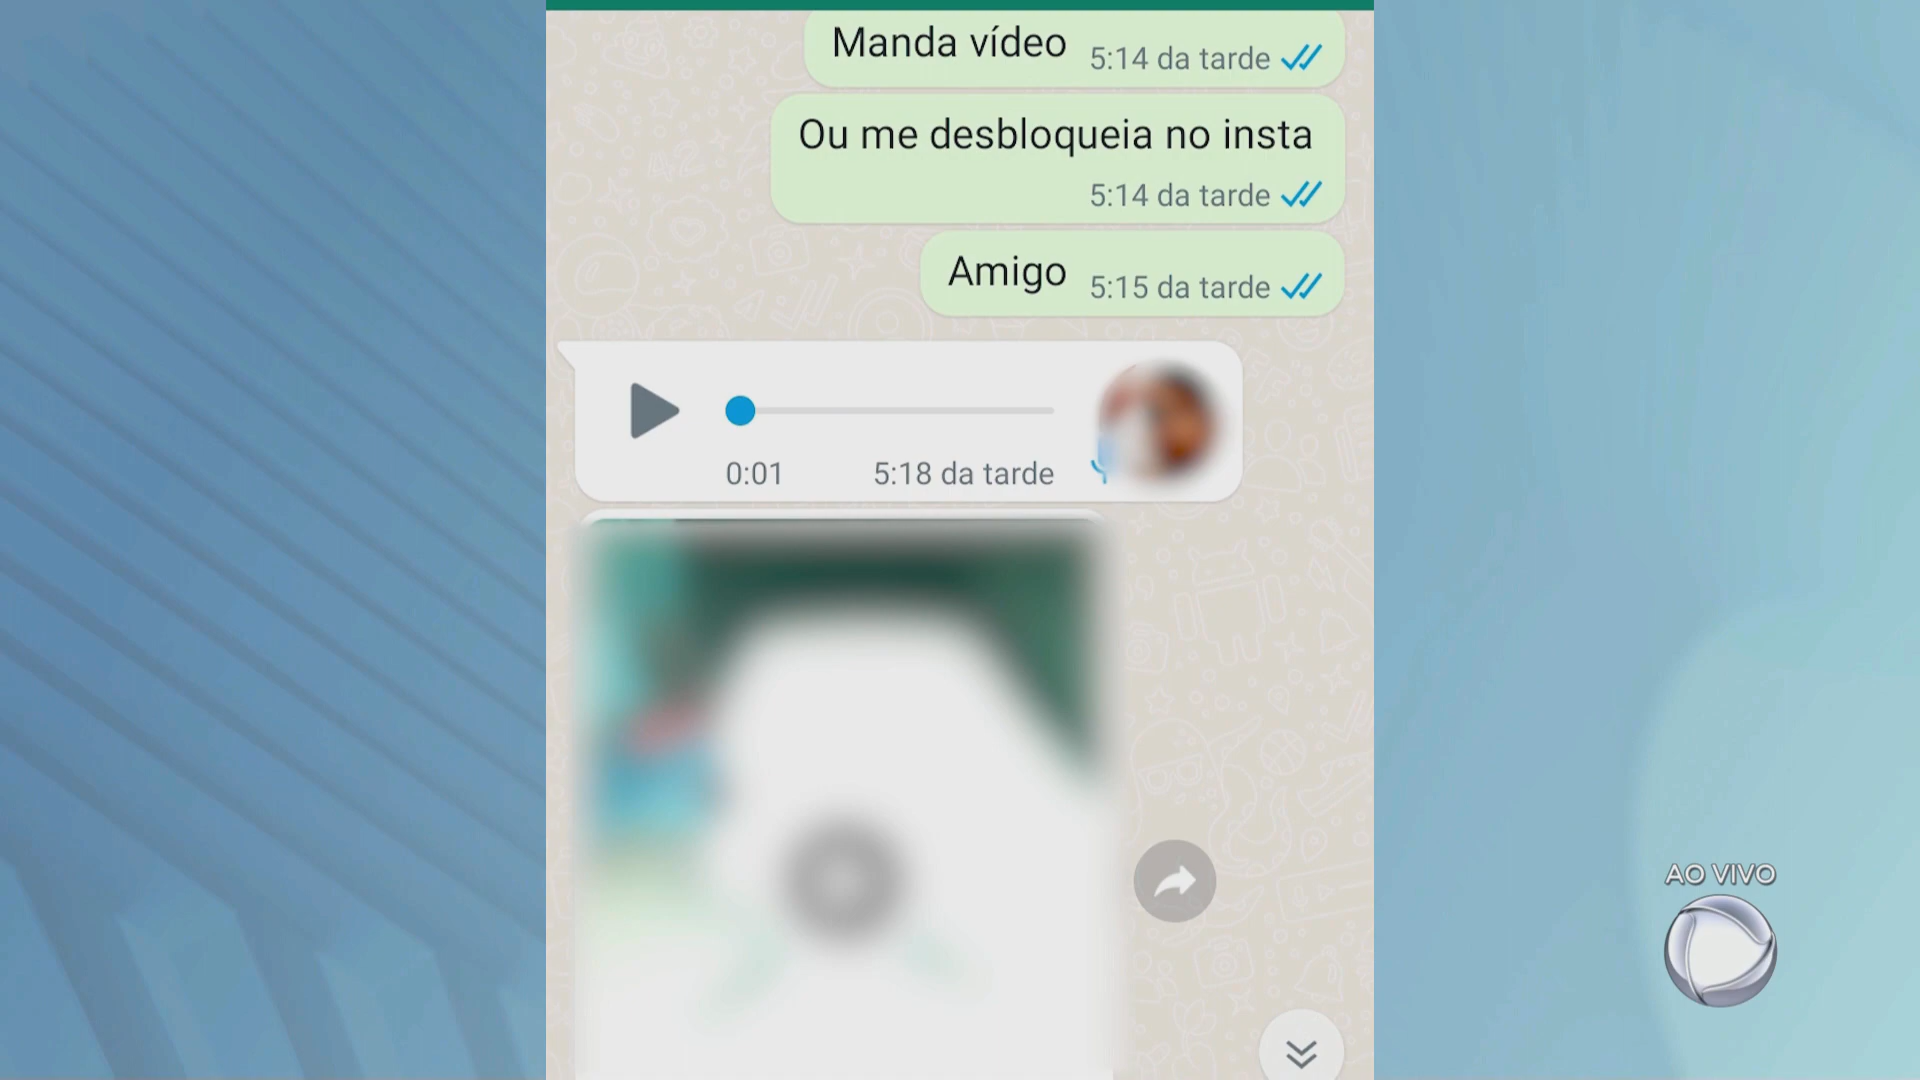 Manda vídeo 5:14 da tarde
Ou me desbloqueia no insta
5:14 da tarde
Amigo 5:15 da tarde
0:01 5:18 da tarde
AO VIVO